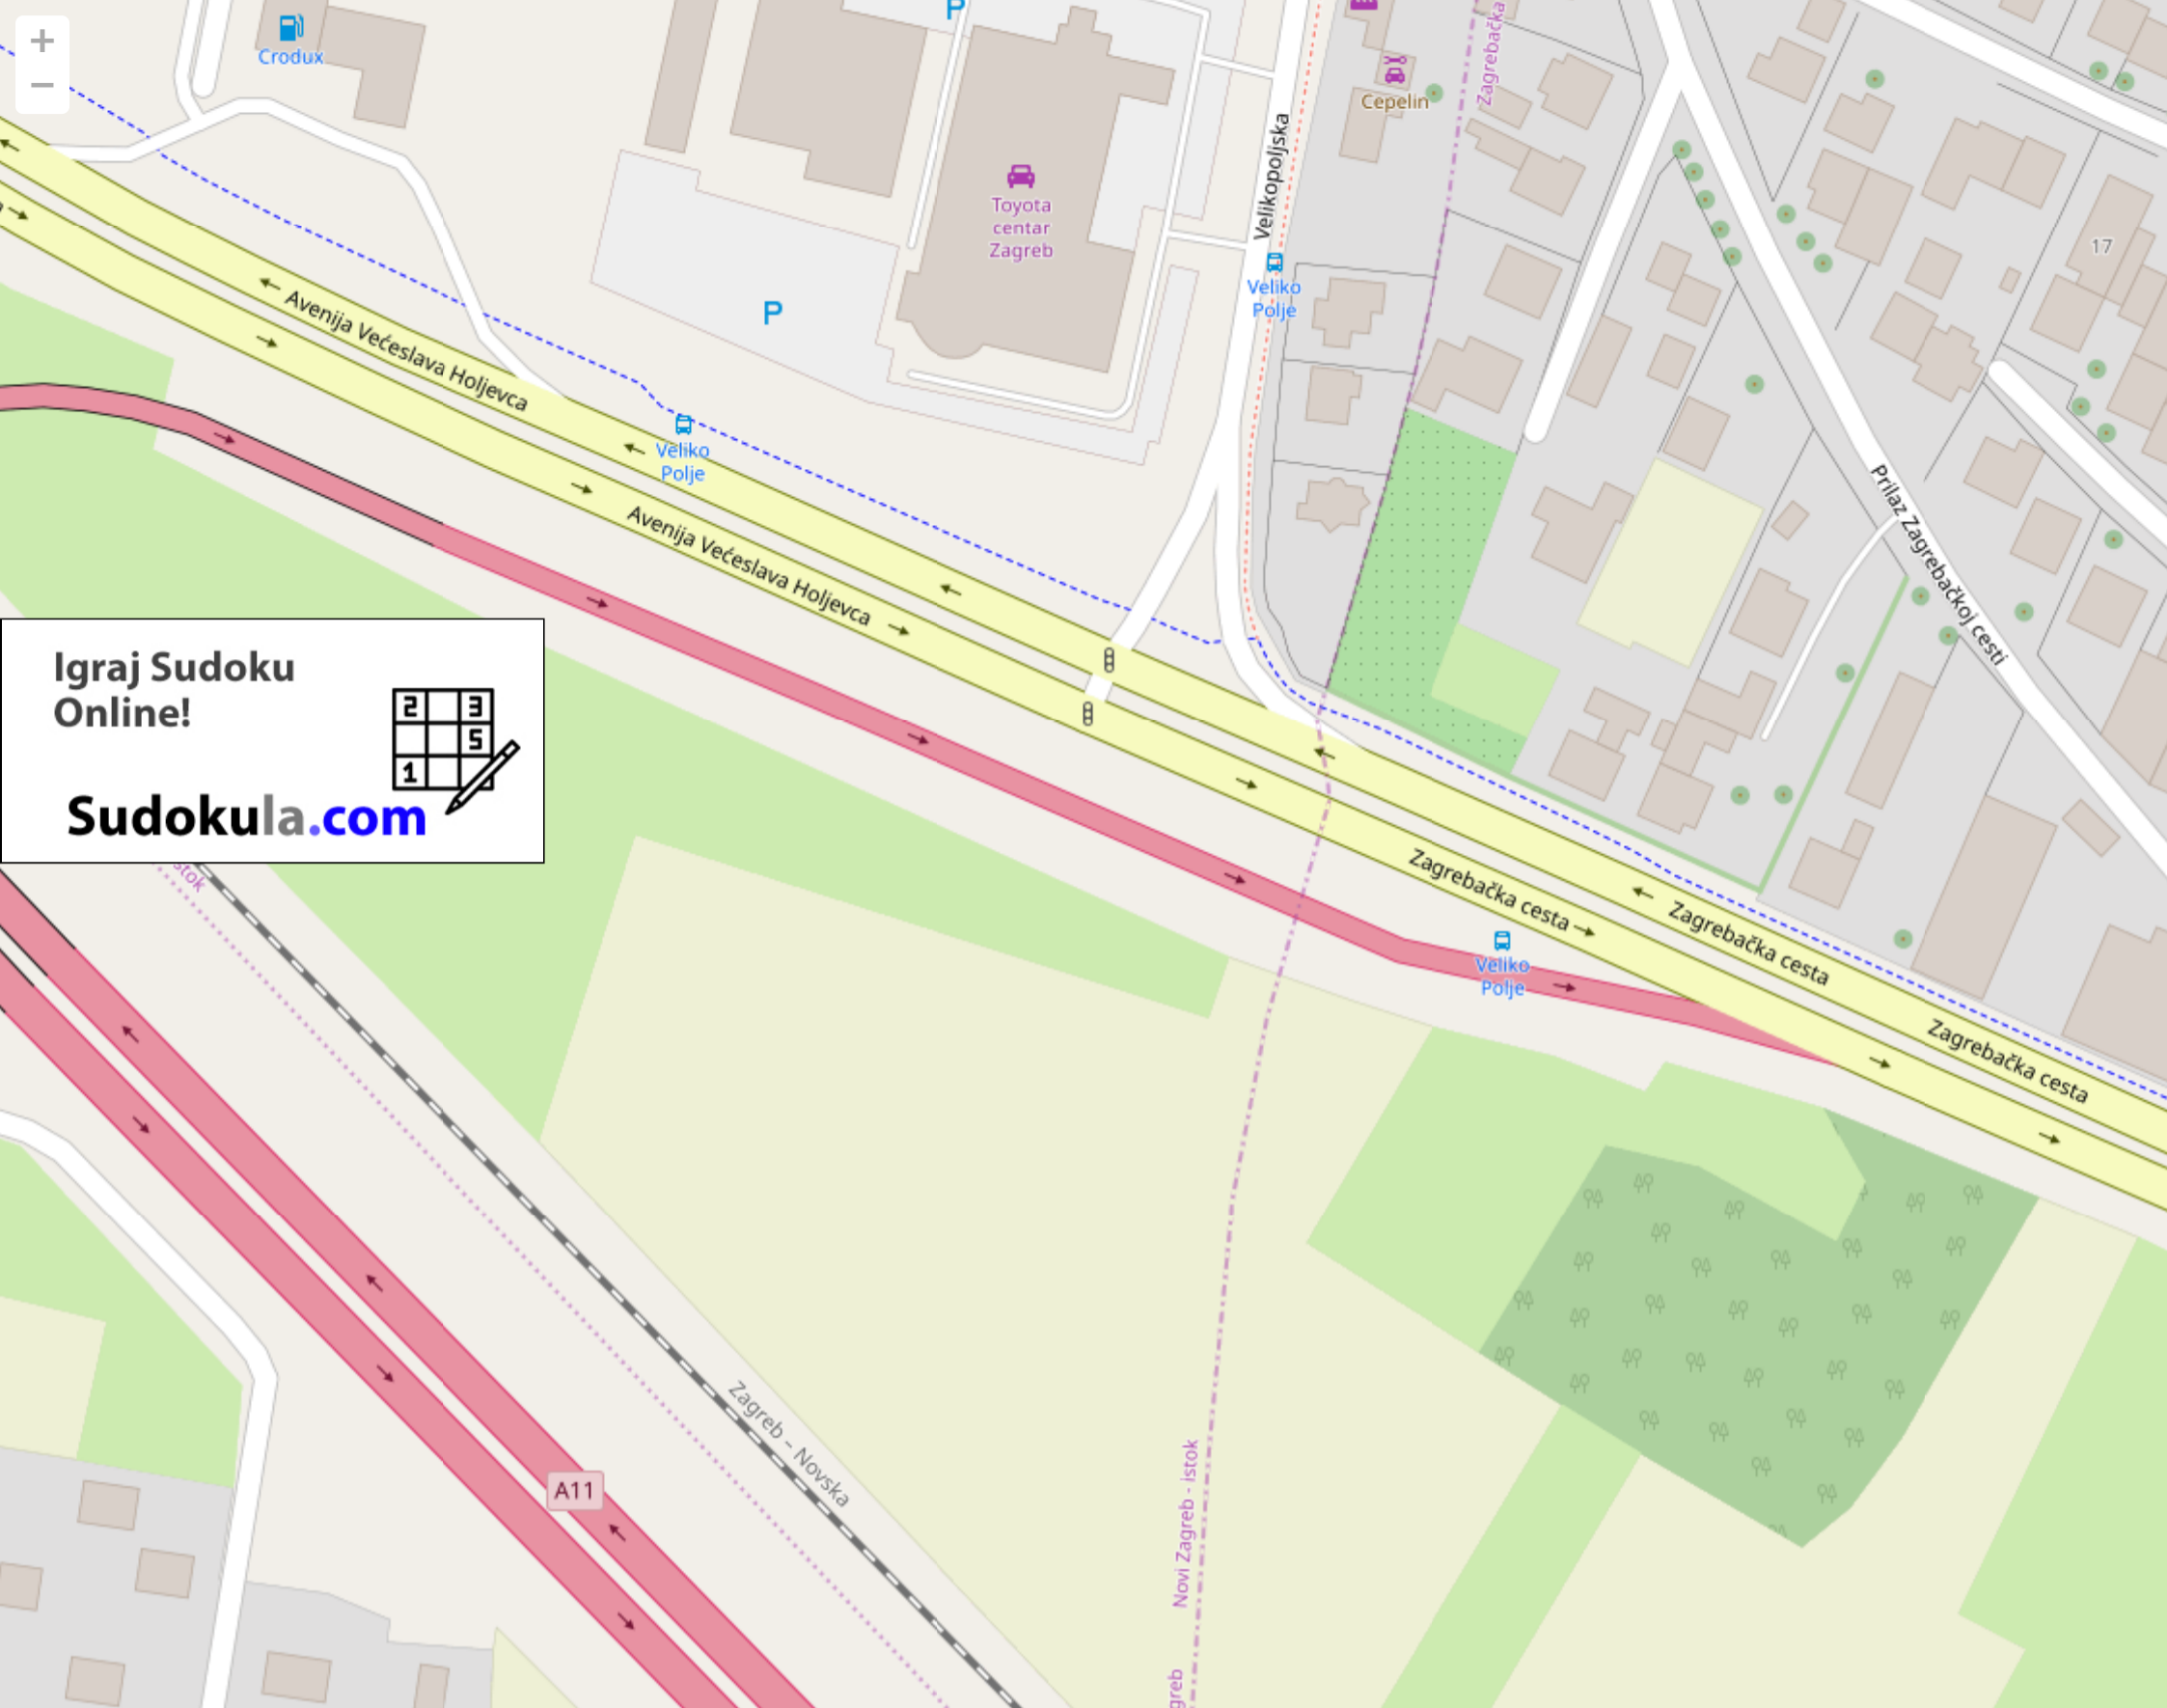 +
−
Crodux
P
Zagrebačka
Cepelin
Velikopoljska
Toyota
centar
Zagreb
17
Veliko
Polje
P
Avenija Većeslava Holjevca
Veliko
Polje
Avenija Većeslava Holjevca
Prilaz Zagrebačkoj cesti
Igraj Sudoku
Online!
2 3
5
1
Sudokula.com
istok
Zagrebačka cesta
Zagrebačka cesta
Veliko
Polje
Zagrebačka cesta
Zagreb – Novska
A11
Novi Zagreb - istok